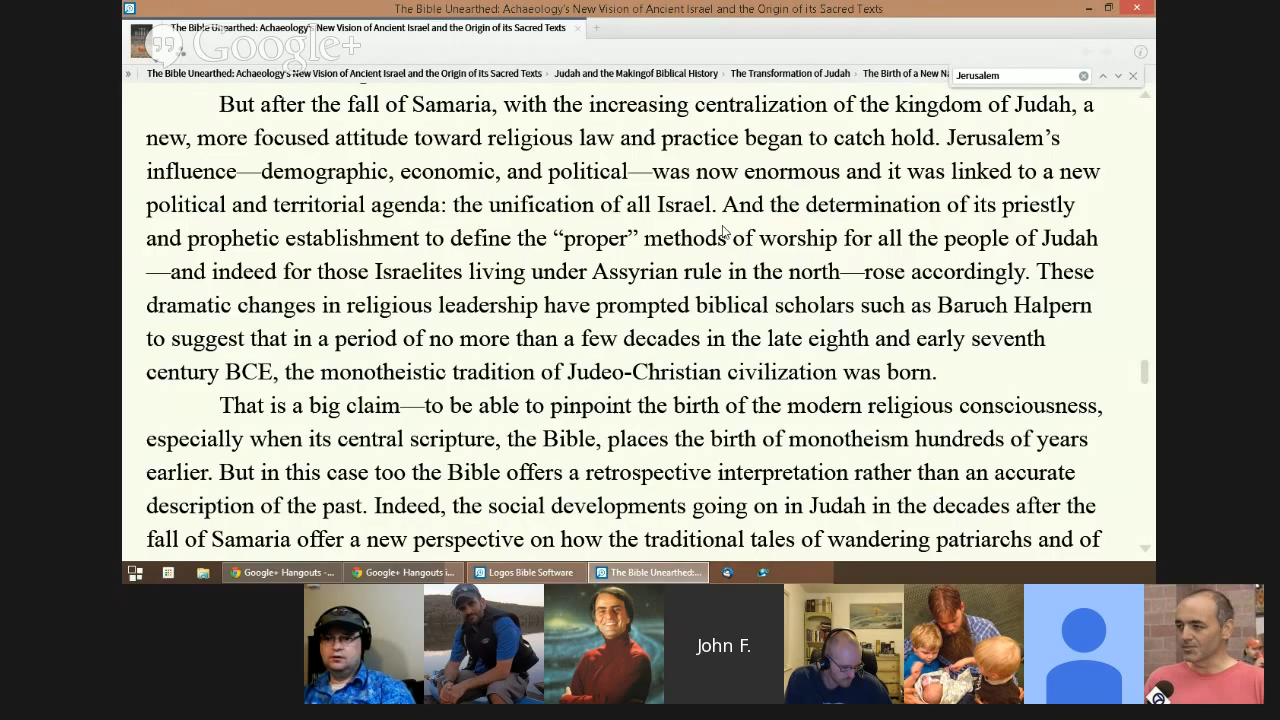 The Bible Unearthed: Achaeology's New Vision of Ancient Israel and the Origin of its Sacred Texts
The Bible Unearthed: Achaeology's New Vision of Ancient Israel and the Origin of its Sacred Texts
Google+
» The Bible Unearthed: Achaeology's New Vision of Ancient Israel and the Origin of its Sacred Texts › Judah and the Makingof Biblical History › The Transformation of Judah › The Birth of a New Na
Jerusalem
But after the fall of Samaria, with the increasing centralization of the kingdom of Judah, a
new, more focused attitude toward religious law and practice began to catch hold. Jerusalem’s
influence—demographic, economic, and political—was now enormous and it was linked to a new
political and territorial agenda: the unification of all Israel. And the determination of its priestly
and prophetic establishment to define the “proper” methods of worship for all the people of Judah
—and indeed for those Israelites living under Assyrian rule in the north—rose accordingly. These
dramatic changes in religious leadership have prompted biblical scholars such as Baruch Halpern
to suggest that in a period of no more than a few decades in the late eighth and early seventh
century BCE, the monotheistic tradition of Judeo-Christian civilization was born.
That is a big claim—to be able to pinpoint the birth of the modern religious consciousness,
especially when its central scripture, the Bible, places the birth of monotheism hundreds of years
earlier. But in this case too the Bible offers a retrospective interpretation rather than an accurate
description of the past. Indeed, the social developments going on in Judah in the decades after the
fall of Samaria offer a new perspective on how the traditional tales of wandering patriarchs and of
Google+ Hangouts -...
Google+ Hangouts i...
Logos Bible Software
The Bible Unearthed:...
John F.